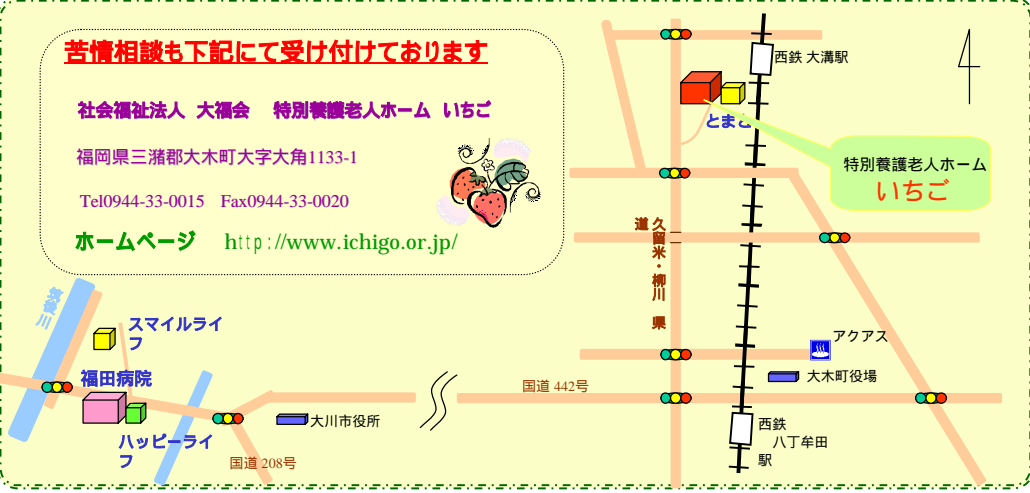 苦情相談も下記にて受け付けております
社会福祉法人 大福会 特別養護老人ホーム いちご
福岡県三潴郡大木町大字大角1133-1
Tel0944-33-0015 Fax0944-33-0020
ホームページ http://www.ichigo.or.jp/
西鉄 大溝駅
とまと
特別養護老人ホーム
いちご
久留米・柳川 県
道
筑後川
スマイルライ
フ
福田病院
ハッピーライ
フ
大川市役所
国道 208号
国道 442号
アクアス
大木町役場
西鉄
八丁牟田
駅